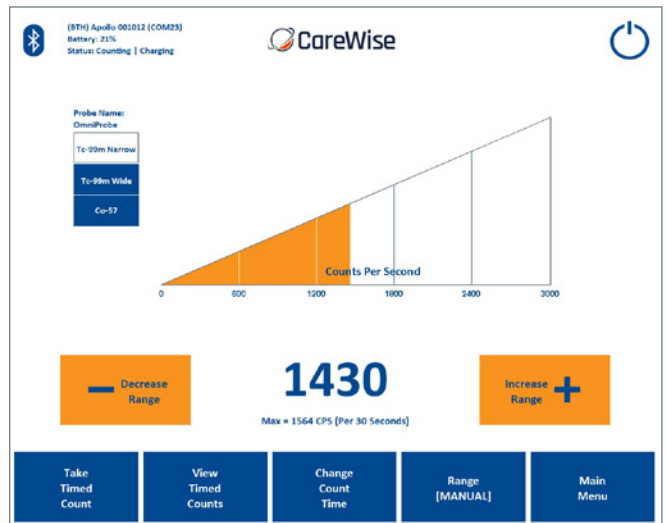 (BTH) Apollo 001012 (COM23)
Battery: 21%
Status: Counting | Charging
CareWise
Probe Name:
OmniProbe
Tc-99m Narrow
Tc-99m Wide
Co-57
Counts Per Second
0 600 1200 1800 2400 3000
Decrease
Range
1430
Max = 1564 CPS (Per 30 Seconds)
Increase
Range
Take
Timed
Count
View
Timed
Counts
Change
Count
Time
Range
[MANUAL]
Main
Menu